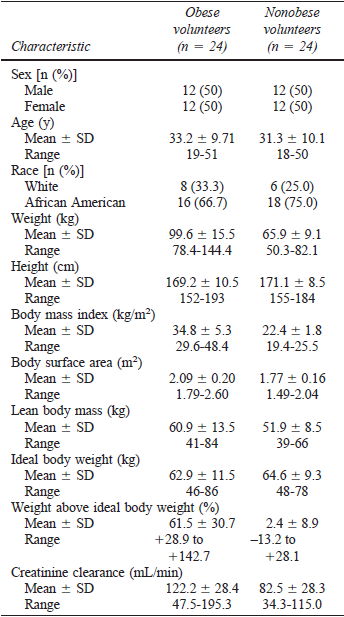 Characteristic Obese volunteers (n = 24) Nonobese volunteers (n = 24)
Sex [n (%)]
Male 12 (50) 12 (50)
Female 12 (50) 12 (50)
Age (y)
Mean ± SD 33.2 ± 9.71 31.3 ± 10.1
Range 19-51 18-50
Race [n (%)]
White 8 (33.3) 6 (25.0)
African American 16 (66.7) 18 (75.0)
Weight (kg)
Mean ± SD 99.6 ± 15.5 65.9 ± 9.1
Range 78.4-144.4 50.3-82.1
Height (cm)
Mean ± SD 169.2 ± 10.5 171.1 ± 8.5
Range 152-193 155-184
Body mass index (kg/m²)
Mean ± SD 34.8 ± 5.3 22.4 ± 1.8
Range 29.6-48.4 19.4-25.5
Body surface area (m²)
Mean ± SD 2.09 ± 0.20 1.77 ± 0.16
Range 1.79-2.60 1.49-2.04
Lean body mass (kg)
Mean ± SD 60.9 ± 13.5 51.9 ± 8.5
Range 41-84 39-66
Ideal body weight (kg)
Mean ± SD 62.9 ± 11.5 64.6 ± 9.3
Range 46-86 48-78
Weight above ideal body weight (%)
Mean ± SD 61.5 ± 30.7 2.4 ± 8.9
Range +28.9 to −13.2 to
+142.7 +28.1
Creatinine clearance (mL/min)
Mean ± SD 122.2 ± 28.4 82.5 ± 28.3
Range 47.5-195.3 34.3-115.0